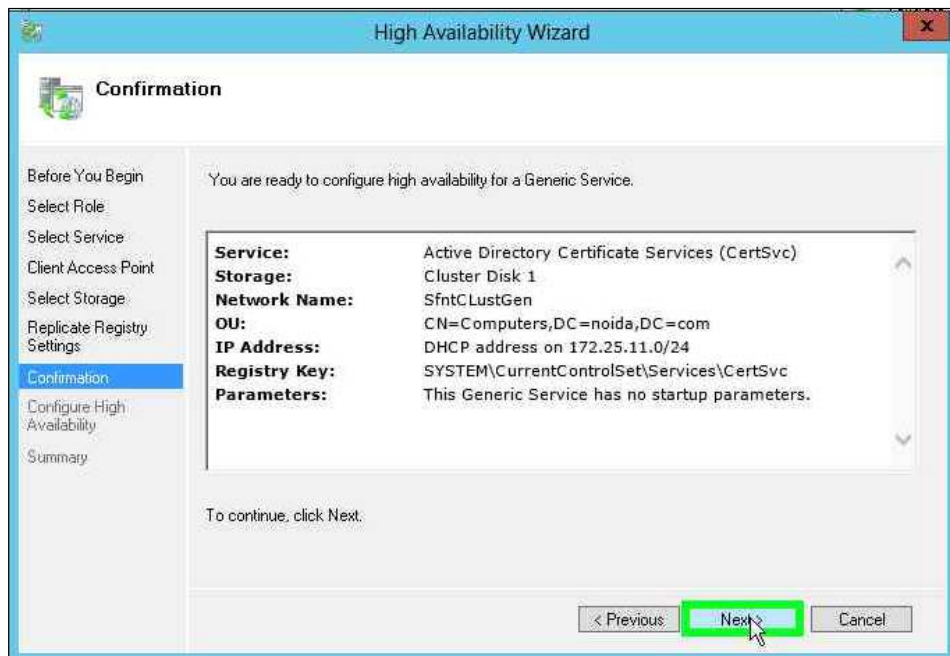 High Availability Wizard
x
Confirmation
Before You Begin
Select Role
Select Service
Client Access Point
Select Storage
Replicate Registry
Settings
Confirmation
Configure High
Availability
Summary
You are ready to configure high availability for a Generic Service.
Service: Active Directory Certificate Services (CertSvc)
Storage: Cluster Disk 1
Network Name: SfntCLustGen
OU: CN=Computers,DC=noida,DC=com
IP Address: DHCP address on 172.25.11.0/24
Registry Key: SYSTEM\CurrentControlSet\Services\CertSvc
Parameters: This Generic Service has no startup parameters.
To continue, click Next.
< Previous
Next >
Cancel